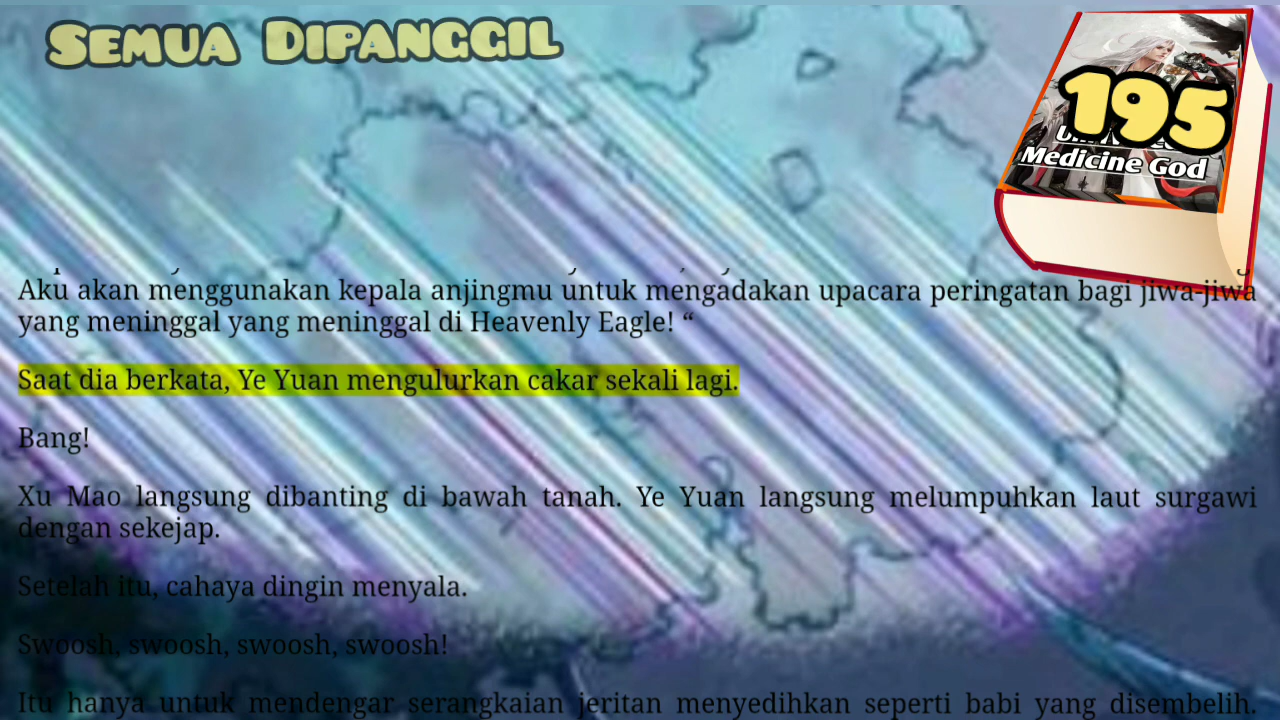 Semua Dipanggil
195
Medicine God
Aku akan menggunakan kepala anjingmu untuk mengadakan upacara peringatan bagi jiwa-jiwa
yang meninggal yang meninggal di Heavenly Eagle! “
Saat dia berkata, Ye Yuan mengulurkan cakar sekali lagi.
Bang!
Xu Mao langsung dibanting di bawah tanah. Ye Yuan langsung melumpuhkan laut surgawi
dengan sekejap.
Setelah itu, cahaya dingin menyala.
Swoosh, swoosh, swoosh, swoosh!
Itu hanya untuk mendengar serangkaian jeritan menyedihkan seperti babi yang disembelih.